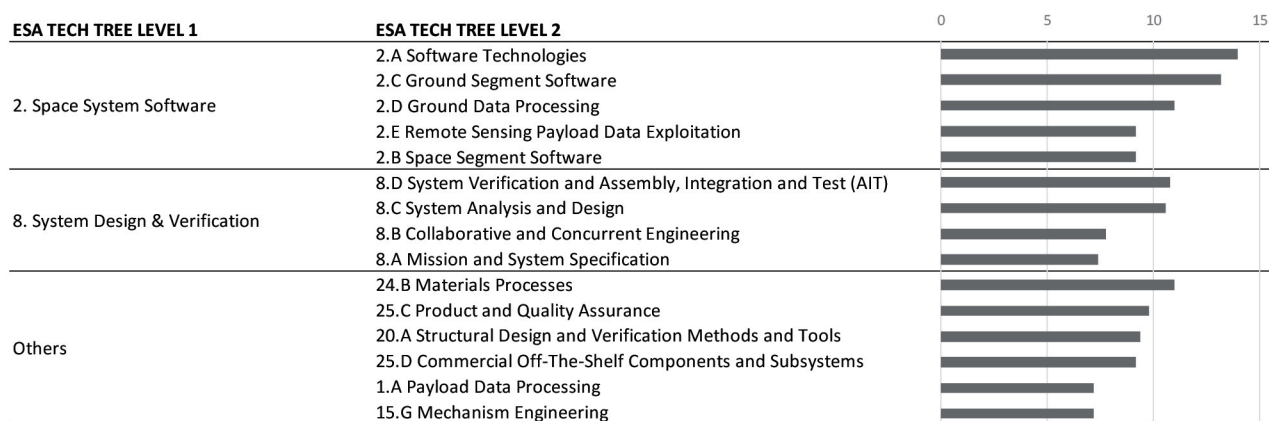 ESA TECH TREE LEVEL 1 ESA TECH TREE LEVEL 2 0 5 10 15
2.A Software Technologies
2.C Ground Segment Software
2. Space System Software 2.D Ground Data Processing
2.E Remote Sensing Payload Data Exploitation
2.B Space Segment Software
8.D System Verification and Assembly, Integration and Test (AIT)
8.C System Analysis and Design
8. System Design & Verification
8.B Collaborative and Concurrent Engineering
8.A Mission and System Specification
24.B Materials Processes
25.C Product and Quality Assurance
20.A Structural Design and Verification Methods and Tools
Others
25.D Commercial Off-The-Shelf Components and Subsystems
1.A Payload Data Processing
15.G Mechanism Engineering